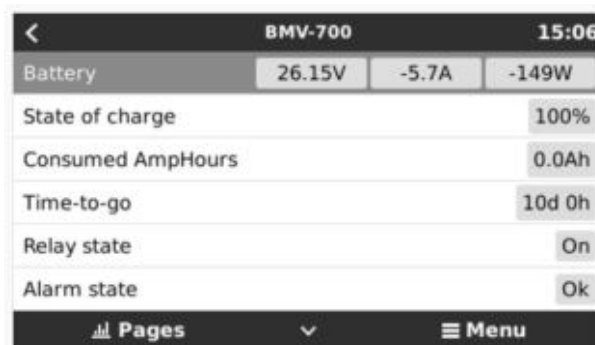 BMV-700 15:06
Battery 26.15V -5.7A -149W
State of charge 100%
Consumed AmpHours 0.0Ah
Time-to-go 10d 0h
Relay state On
Alarm state Ok
Pages Menu